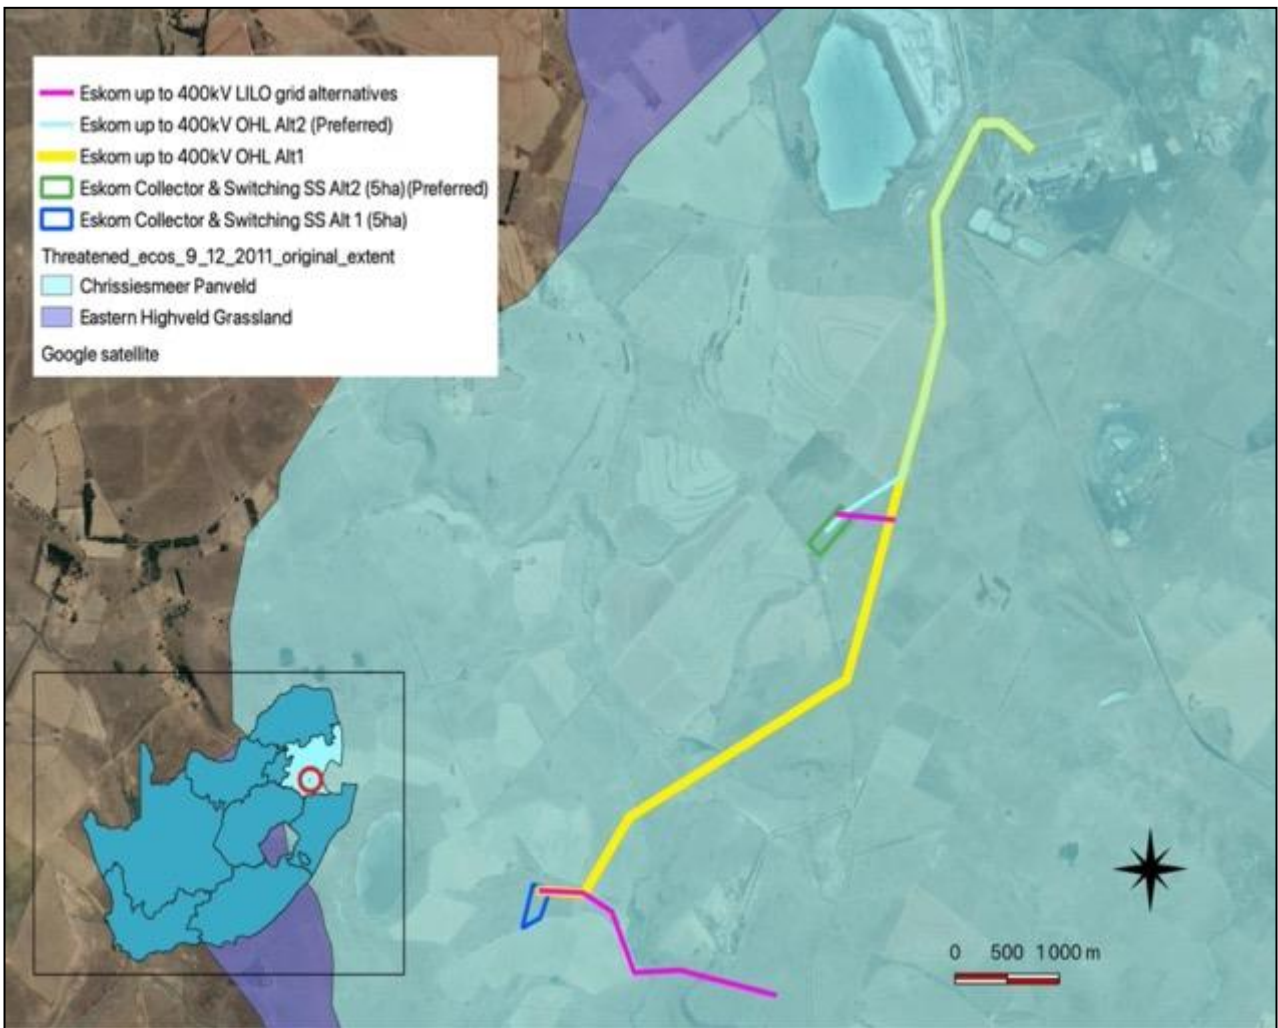 Eskom up to 400kV LILO grid alternatives
Eskom up to 400kV OHL Alt2 (Preferred)
Eskom up to 400kV OHL Alt1
Eskom Collector & Switching SS Alt2 (5ha)(Preferred)
Eskom Collector & Switching SS Alt 1 (5ha)
Threatened_ecos_9_12_2011_original_extent
Chrissiesmeer Panveld
Eastern Highveld Grassland
Google satellite
0 500 1000 m